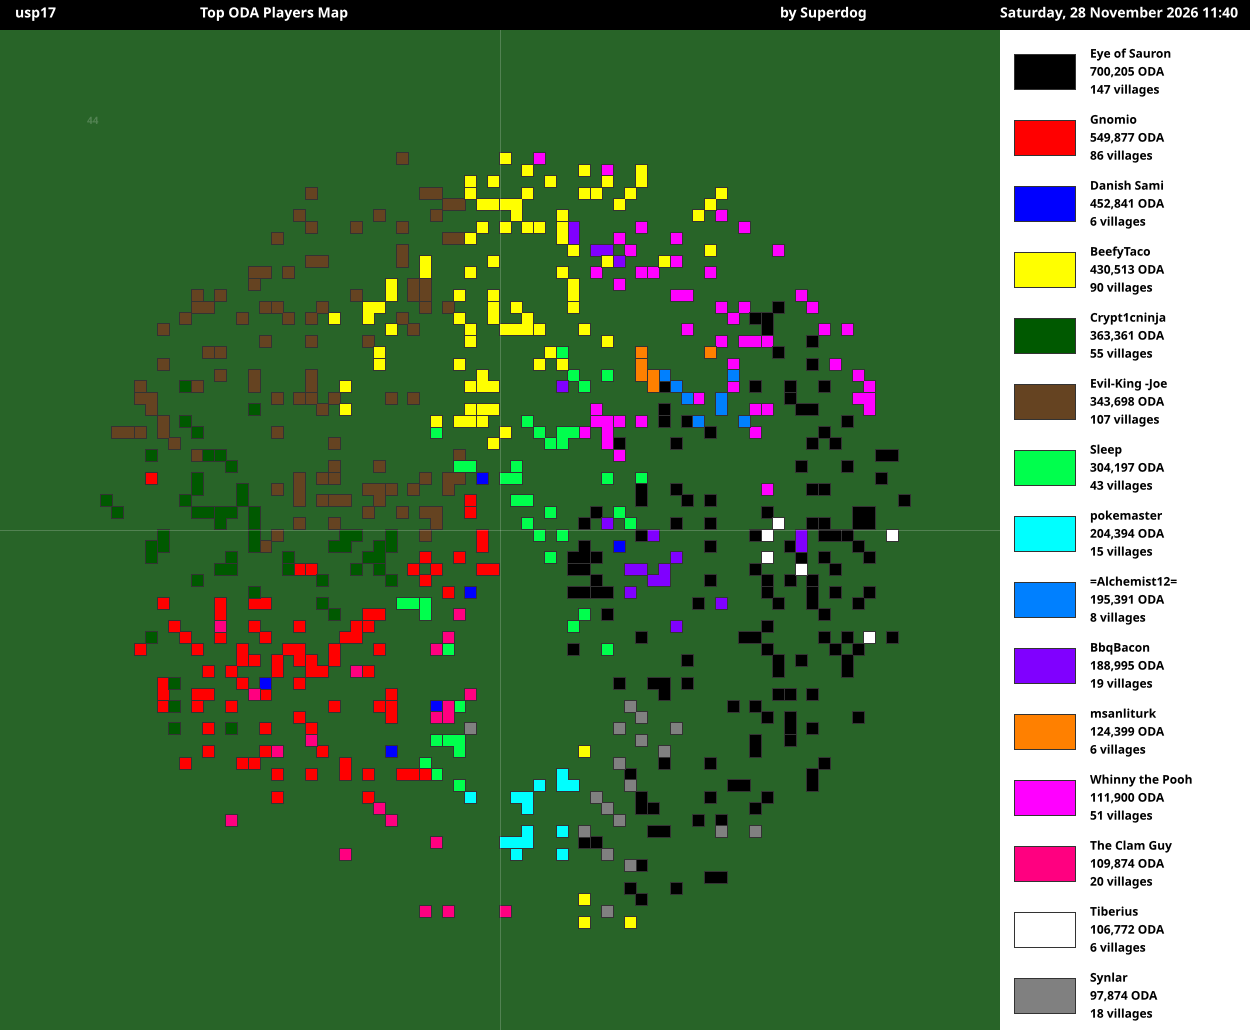 usp17 Top ODA Players Map by Superdog Saturday, 28 November 2026 11:40
44
Eye of Sauron
700,205 ODA
147 villages
Gnomio
549,877 ODA
86 villages
Danish Sami
452,841 ODA
6 villages
BeefyTaco
430,513 ODA
90 villages
Crypt1cninja
363,361 ODA
55 villages
Evil-King -Joe
343,698 ODA
107 villages
Sleep
304,197 ODA
43 villages
pokemaster
204,394 ODA
15 villages
=Alchemist12=
195,391 ODA
8 villages
BbqBacon
188,995 ODA
19 villages
msanliturk
124,399 ODA
6 villages
Whinny the Pooh
111,900 ODA
51 villages
The Clam Guy
109,874 ODA
20 villages
Tiberius
106,772 ODA
6 villages
Synlar
97,874 ODA
18 villages